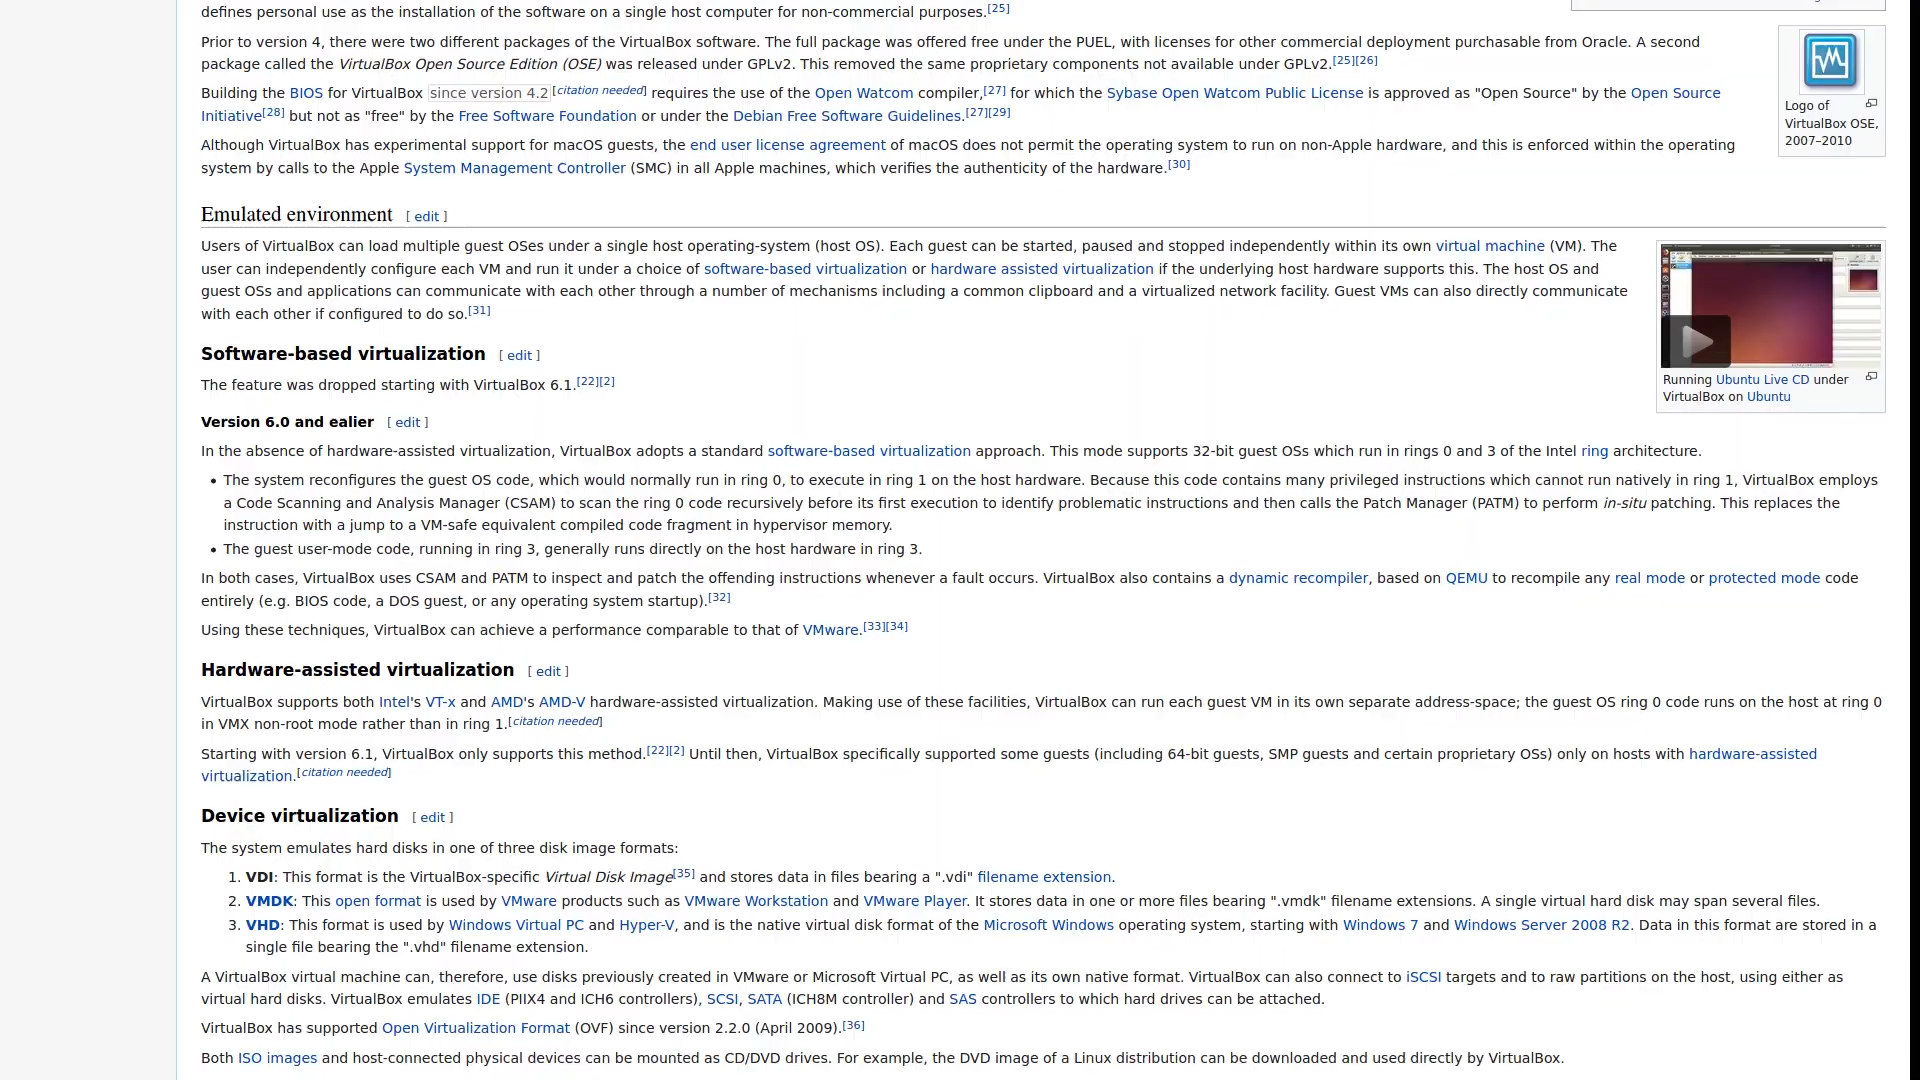 defines personal use as the installation of the software on a single host computer for non-commercial purposes.[25]
Prior to version 4, there were two different packages of the VirtualBox software. The full package was offered free under the PUEL, with licenses for other commercial deployment purchasable from Oracle. A second
package called the VirtualBox Open Source Edition (OSE) was released under GPLv2. This removed the same proprietary components not available under GPLv2.[25][26]
Building the BIOS for VirtualBox since version 4.2[citation needed] requires the use of the Open Watcom compiler,[27] for which the Sybase Open Watcom Public License is approved as "Open Source" by the Open Source
Initiative[28] but not as "free" by the Free Software Foundation or under the Debian Free Software Guidelines.[27][29]
Although VirtualBox has experimental support for macOS guests, the end user license agreement of macOS does not permit the operating system to run on non-Apple hardware, and this is enforced within the operating
system by calls to the Apple System Management Controller (SMC) in all Apple machines, which verifies the authenticity of the hardware.[30]
Logo of
VirtualBox OSE,
2007–2010
Emulated environment [ edit ]
Users of VirtualBox can load multiple guest OSes under a single host operating-system (host OS). Each guest can be started, paused and stopped independently within its own virtual machine (VM). The
user can independently configure each VM and run it under a choice of software-based virtualization or hardware assisted virtualization if the underlying host hardware supports this. The host OS and
guest OSs and applications can communicate with each other through a number of mechanisms including a common clipboard and a virtualized network facility. Guest VMs can also directly communicate
with each other if configured to do so.[31]
Running Ubuntu Live CD under
VirtualBox on Ubuntu
Software-based virtualization [ edit ]
The feature was dropped starting with VirtualBox 6.1.[22][2]
Version 6.0 and ealier [ edit ]
In the absence of hardware-assisted virtualization, VirtualBox adopts a standard software-based virtualization approach. This mode supports 32-bit guest OSs which run in rings 0 and 3 of the Intel ring architecture.
• The system reconfigures the guest OS code, which would normally run in ring 0, to execute in ring 1 on the host hardware. Because this code contains many privileged instructions which cannot run natively in ring 1, VirtualBox employs
a Code Scanning and Analysis Manager (CSAM) to scan the ring 0 code recursively before its first execution to identify problematic instructions and then calls the Patch Manager (PATM) to perform in-situ patching. This replaces the
instruction with a jump to a VM-safe equivalent compiled code fragment in hypervisor memory.
• The guest user-mode code, running in ring 3, generally runs directly on the host hardware in ring 3.
In both cases, VirtualBox uses CSAM and PATM to inspect and patch the offending instructions whenever a fault occurs. VirtualBox also contains a dynamic recompiler, based on QEMU to recompile any real mode or protected mode code
entirely (e.g. BIOS code, a DOS guest, or any operating system startup).[32]
Using these techniques, VirtualBox can achieve a performance comparable to that of VMware.[33][34]
Hardware-assisted virtualization [ edit ]
VirtualBox supports both Intel's VT-x and AMD's AMD-V hardware-assisted virtualization. Making use of these facilities, VirtualBox can run each guest VM in its own separate address-space; the guest OS ring 0 code runs on the host at ring 0
in VMX non-root mode rather than in ring 1.[citation needed]
Starting with version 6.1, VirtualBox only supports this method.[22][2] Until then, VirtualBox specifically supported some guests (including 64-bit guests, SMP guests and certain proprietary OSs) only on hosts with hardware-assisted
virtualization.[citation needed]
Device virtualization [ edit ]
The system emulates hard disks in one of three disk image formats:
1. VDI: This format is the VirtualBox-specific Virtual Disk Image[35] and stores data in files bearing a ".vdi" filename extension.
2. VMDK: This open format is used by VMware products such as VMware Workstation and VMware Player. It stores data in one or more files bearing ".vmdk" filename extensions. A single virtual hard disk may span several files.
3. VHD: This format is used by Windows Virtual PC and Hyper-V, and is the native virtual disk format of the Microsoft Windows operating system, starting with Windows 7 and Windows Server 2008 R2. Data in this format are stored in a
single file bearing the ".vhd" filename extension.
A VirtualBox virtual machine can, therefore, use disks previously created in VMware or Microsoft Virtual PC, as well as its own native format. VirtualBox can also connect to iSCSI targets and to raw partitions on the host, using either as
virtual hard disks. VirtualBox emulates IDE (PIIX4 and ICH6 controllers), SCSI, SATA (ICH8M controller) and SAS controllers to which hard drives can be attached.
VirtualBox has supported Open Virtualization Format (OVF) since version 2.2.0 (April 2009).[36]
Both ISO images and host-connected physical devices can be mounted as CD/DVD drives. For example, the DVD image of a Linux distribution can be downloaded and used directly by VirtualBox.